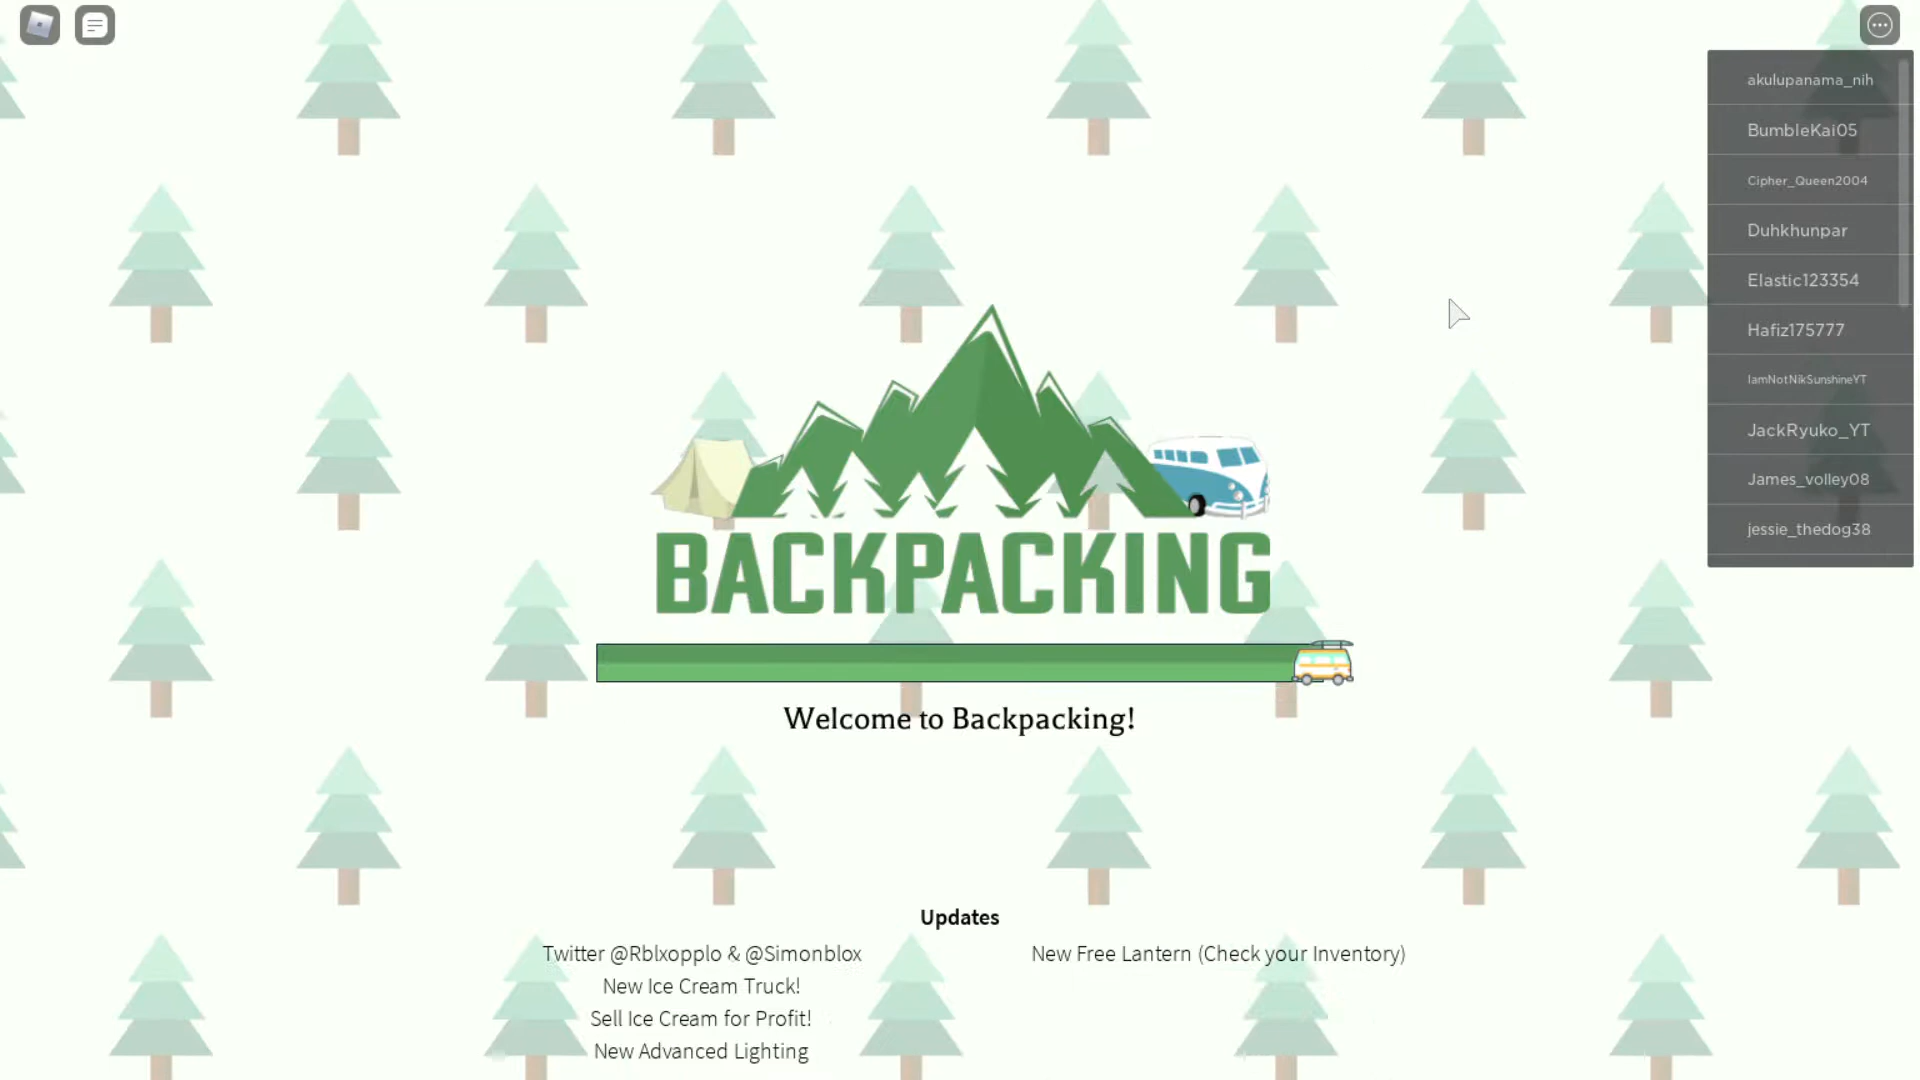 akulupanama_nih
BumbleKai05
Cipher_Queen2004
Duhkhunpar
Elastic123354
Hafiz175777
IamNotNikSunshineYT
JackRyuko_YT
James_volley08
jessie_thedog38
BACKPACKING
Welcome to Backpacking!
Updates
Twitter @Rblxopplo & @Simonblox
New Ice Cream Truck!
Sell Ice Cream for Profit!
New Advanced Lighting
New Free Lantern (Check your Inventory)